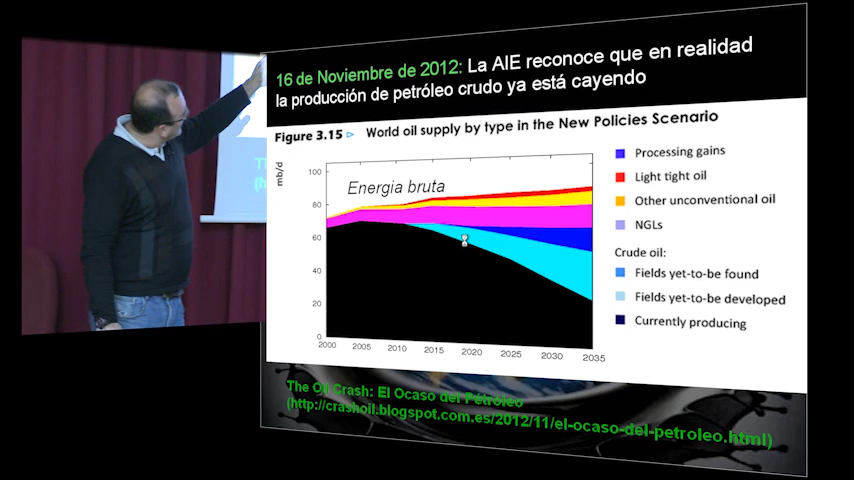 16 de Noviembre de 2012: La AIE reconoce que en realidad
la producción de petróleo crudo ya está cayendo
Figure 3.15 ▷ World oil supply by type in the New Policies Scenario
mb/d
100
80
60
40
20
0
Energia bruta
2000 2005 2010 2015 2020 2025 2030 2035
Processing gains
Light tight oil
Other unconventional oil
NGLs
Crude oil:
Fields yet-to-be found
Fields yet-to-be developed
Currently producing
The Oil Crash: El Ocaso del Petróleo
(http://crashoil.blogspot.com.es/2012/11/el-ocaso-del-petroleo.html)